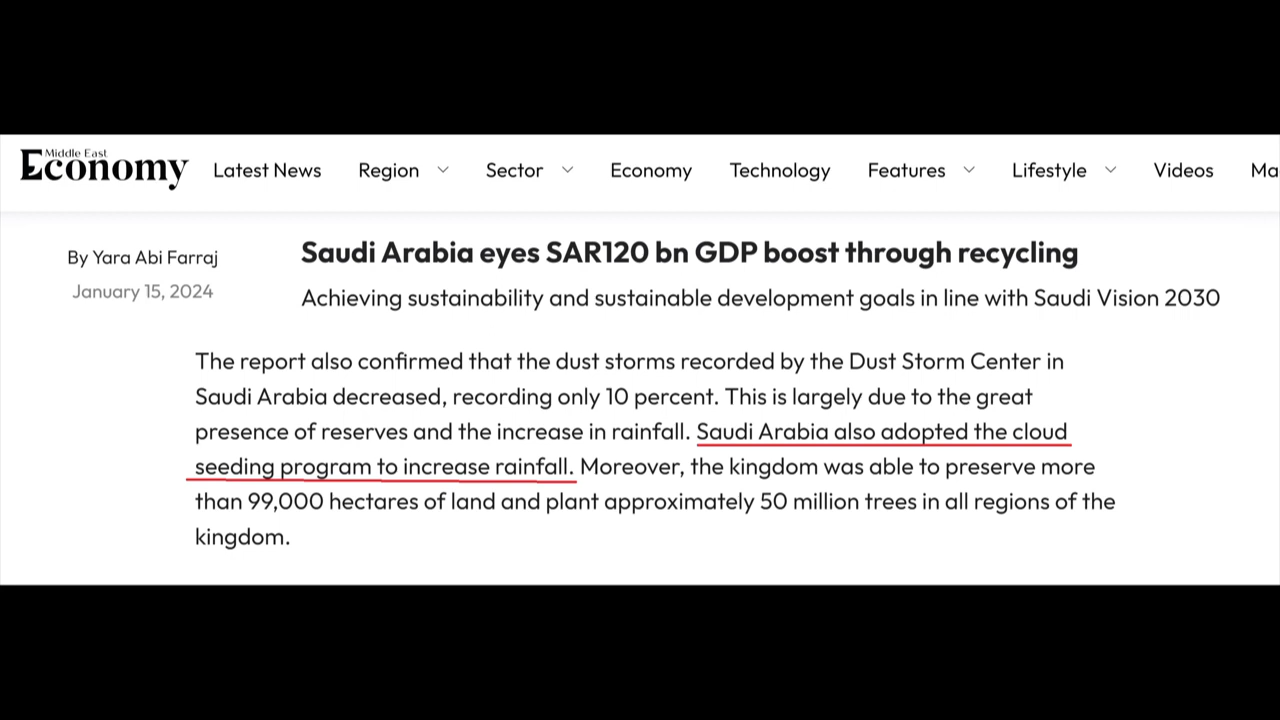 Middle East
Economy
Latest News Region Sector Economy Technology Features Lifestyle Videos Ma
By Yara Abi Farraj
January 15, 2024
Saudi Arabia eyes SAR120 bn GDP boost through recycling
Achieving sustainability and sustainable development goals in line with Saudi Vision 2030
The report also confirmed that the dust storms recorded by the Dust Storm Center in
Saudi Arabia decreased, recording only 10 percent. This is largely due to the great
presence of reserves and the increase in rainfall. Saudi Arabia also adopted the cloud
seeding program to increase rainfall. Moreover, the kingdom was able to preserve more
than 99,000 hectares of land and plant approximately 50 million trees in all regions of the
kingdom.